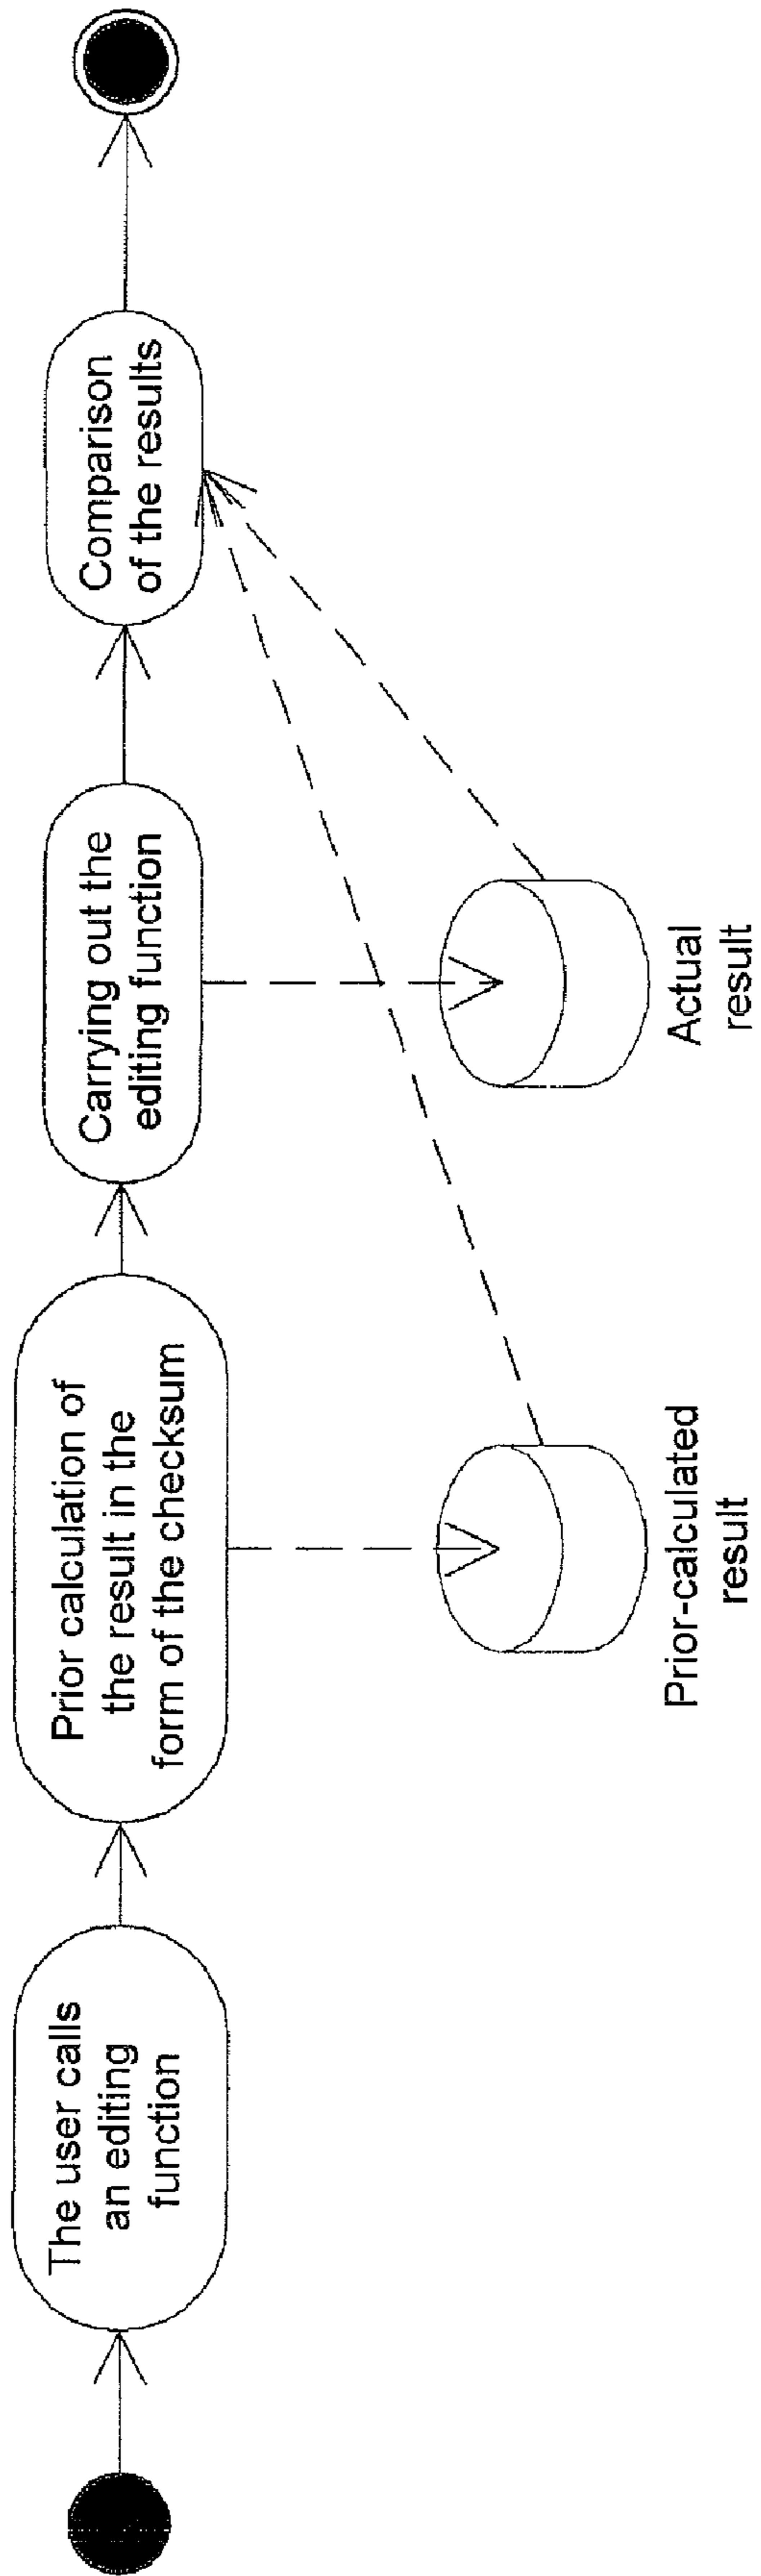 The user calls
an editing
function
Prior calculation of
the result in the
form of the checksum
Carrying out the
editing function
Comparison
of the results
Prior-calculated
result
Actual
result